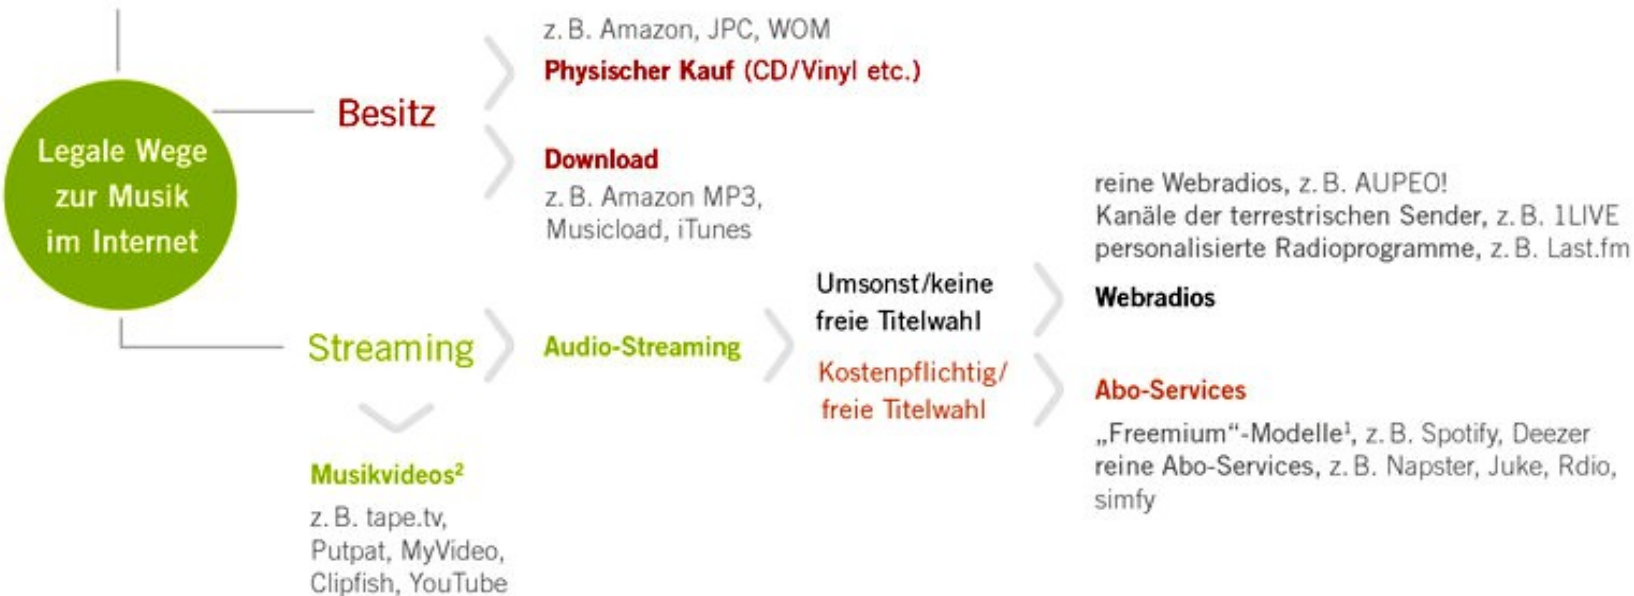 Legale Wege
zur Musik
im Internet
Besitz
z. B. Amazon, JPC, WOM
Physischer Kauf (CD/Vinyl etc.)
Download
z. B. Amazon MP3,
Musicload, iTunes
Streaming
Audio-Streaming
Umsonst/keine
freie Titelwahl
reine Webradios, z. B. AUPEO!
Kanäle der terrestrischen Sender, z. B. 1LIVE
personalisierte Radioprogramme, z. B. Last.fm
Webradios
Kostenpflichtig/
freie Titelwahl
Abo-Services
„Freemium“-Modelle¹, z. B. Spotify, Deezer
reine Abo-Services, z. B. Napster, Juke, Rdio,
simfy
Musikvideos²
z. B. tape.tv,
Putpat, MyVideo,
Clipfish, YouTube